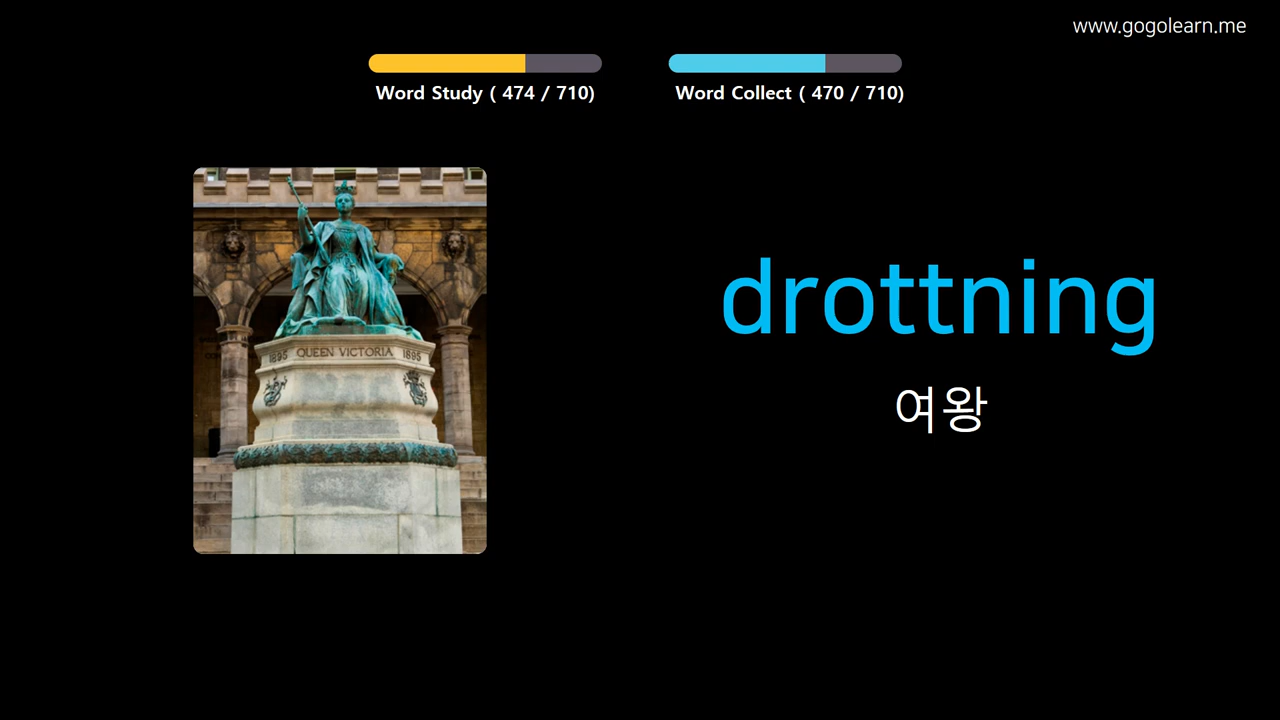 www.gogolearn.me
Word Study ( 474 / 710)
Word Collect ( 470 / 710)
1895 QUEEN VICTORIA 1895
drottning
여왕